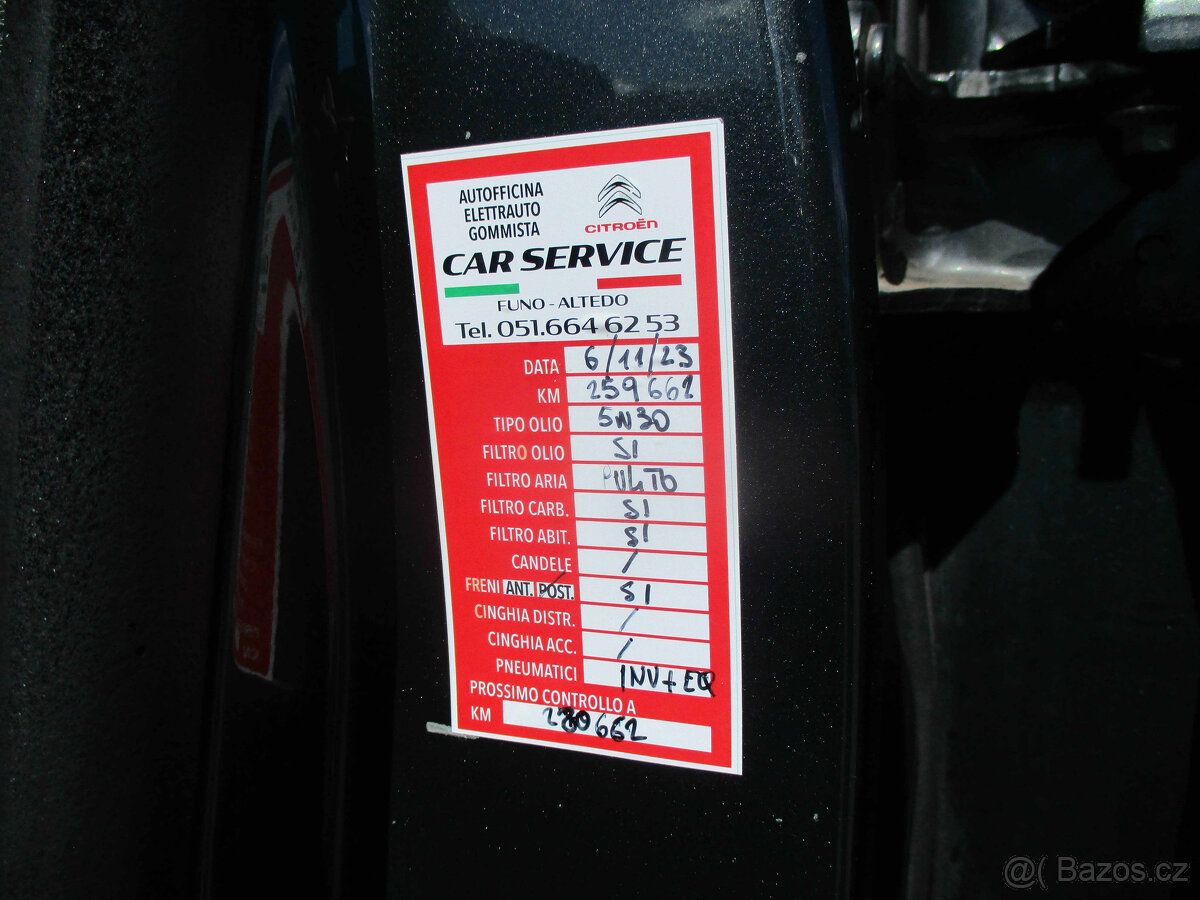 AUTOFFICINA
ELETTRAUTO
GOMMISTA
CITROËN
CAR SERVICE
FUNO - ALTEDO
Tel. 051.664 62 53
DATA 6/11/23
KM 259662
TIPO OLIO 5W30
FILTRO OLIO SI
FILTRO ARIA PULITO
FILTRO CARB. SI
FILTRO ABIT. SI
CANDELE /
FRENI ANT. POST. SI
CINGHIA DISTR. /
CINGHIA ACC. /
PNEUMATICI INV+EQ
PROSSIMO CONTROLLO A
KM 280662
@( Bazos.cz